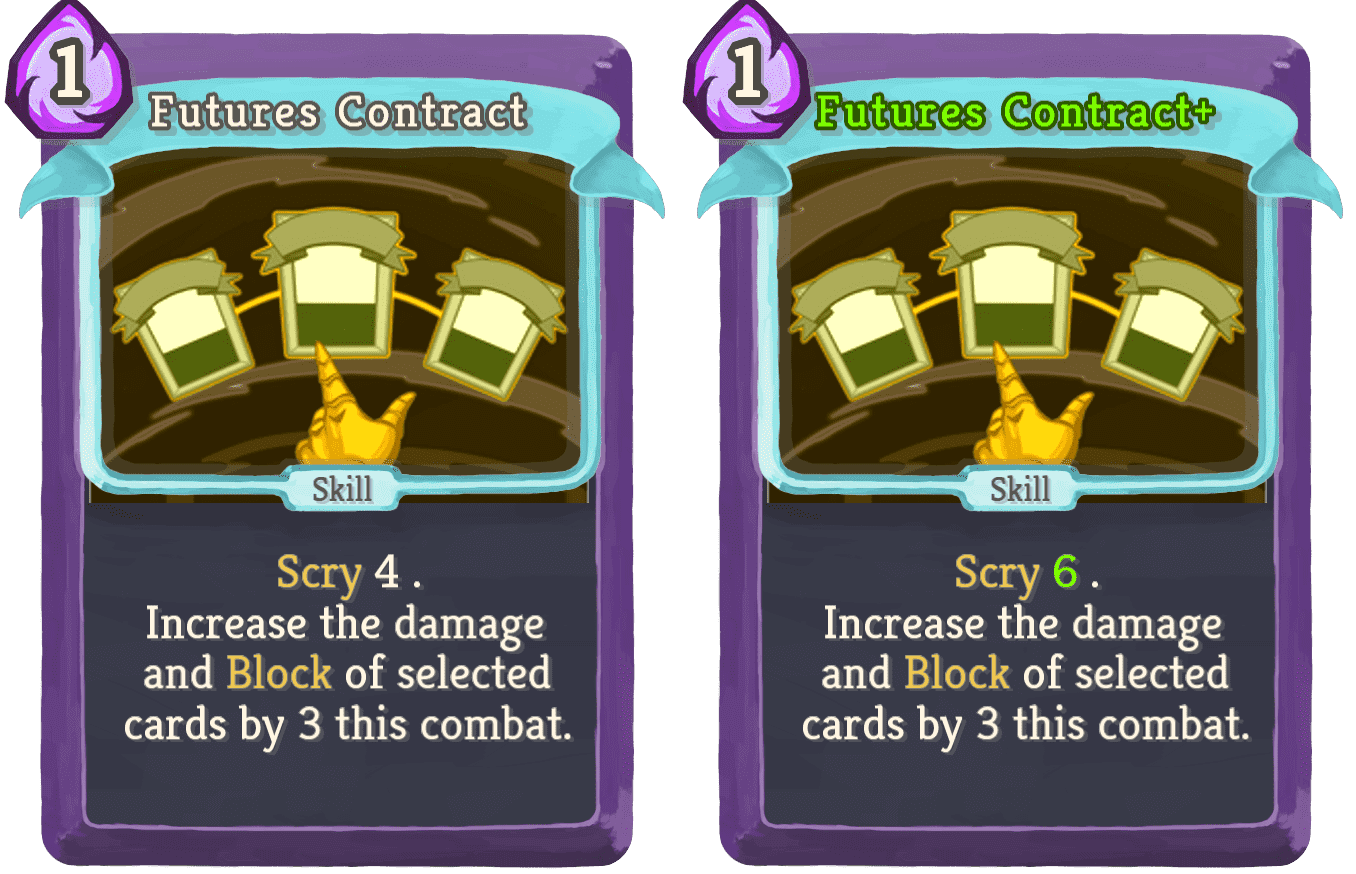 1
Futures Contract
Skill
Scry 4 .
Increase the damage
and Block of selected
cards by 3 this combat.
1
Futures Contract+
Skill
Scry 6 .
Increase the damage
and Block of selected
cards by 3 this combat.